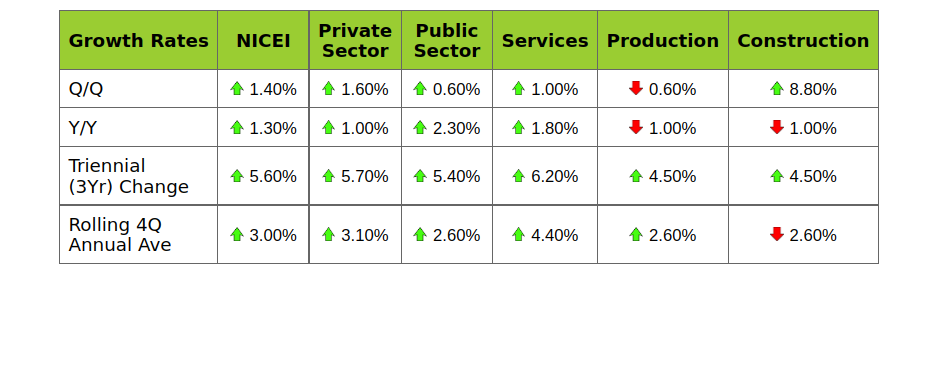 Growth Rates NICEI Private Sector Public Sector Services Production Construction
Q/Q 1.40% 1.60% 0.60% 1.00% 0.60% 8.80%
Y/Y 1.30% 1.00% 2.30% 1.80% 1.00% 1.00%
Triennial
(3Yr) Change 5.60% 5.70% 5.40% 6.20% 4.50% 4.50%
Rolling 4Q
Annual Ave 3.00% 3.10% 2.60% 4.40% 2.60% 2.60%